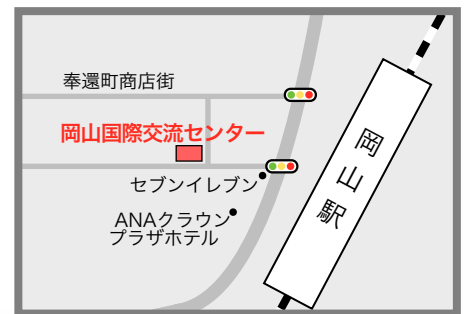 奉還町商店街
岡山国際交流センター
セブンイレブン
ANAクラウン
プラザホテル
岡山駅